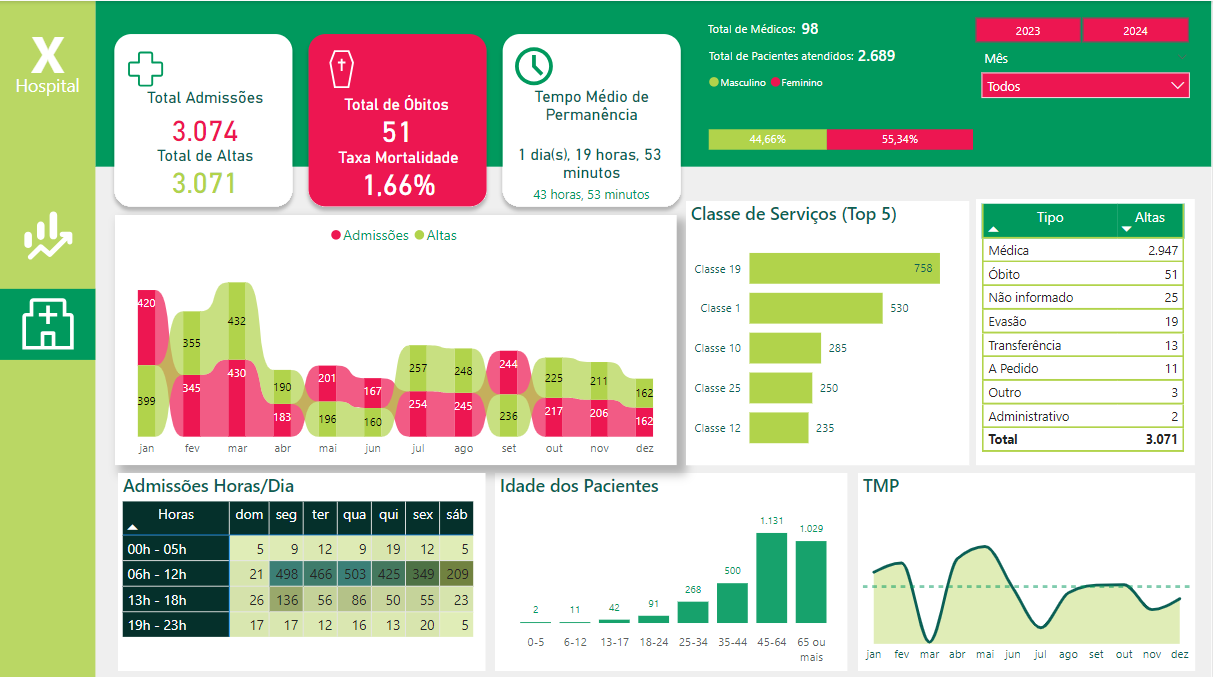 X
Hospital
Total Admissões
3.074
Total de Altas
3.071
Total de Óbitos
51
Taxa Mortalidade
1,66%
Tempo Médio de
Permanência
1 dia(s), 19 horas, 53
minutos
43 horas, 53 minutos
Total de Médicos: 98
Total de Pacientes atendidos: 2.689
Masculino Feminino
44,66% 55,34%
2023 2024
Mês
Todos
Admissões Altas
420 399
355 345
432 430
190 183
201 196
167 160
257 254
248 245
244 236
225 217
211 206
162 162
jan fev mar abr mai jun jul ago set out nov dez
Classe de Serviços (Top 5)
Classe 19 758
Classe 1 530
Classe 10 285
Classe 25 250
Classe 12 235
Tipo Altas
Médica 2.947
Óbito 51
Não informado 25
Evasão 19
Transferência 13
A Pedido 11
Outro 3
Administrativo 2
Total 3.071
Admissões Horas/Dia
Horas dom seg ter qua qui sex sáb
00h - 05h 5 9 12 9 19 12 5
06h - 12h 21 498 466 503 425 349 209
13h - 18h 26 136 56 86 50 55 23
19h - 23h 17 17 12 16 13 20 5
Idade dos Pacientes
2 11 42 91 268 500 1.131 1.029
0-5 6-12 13-17 18-24 25-34 35-44 45-64 65 ou
mais
TMP
jan fev mar abr mai jun jul ago set out nov dez